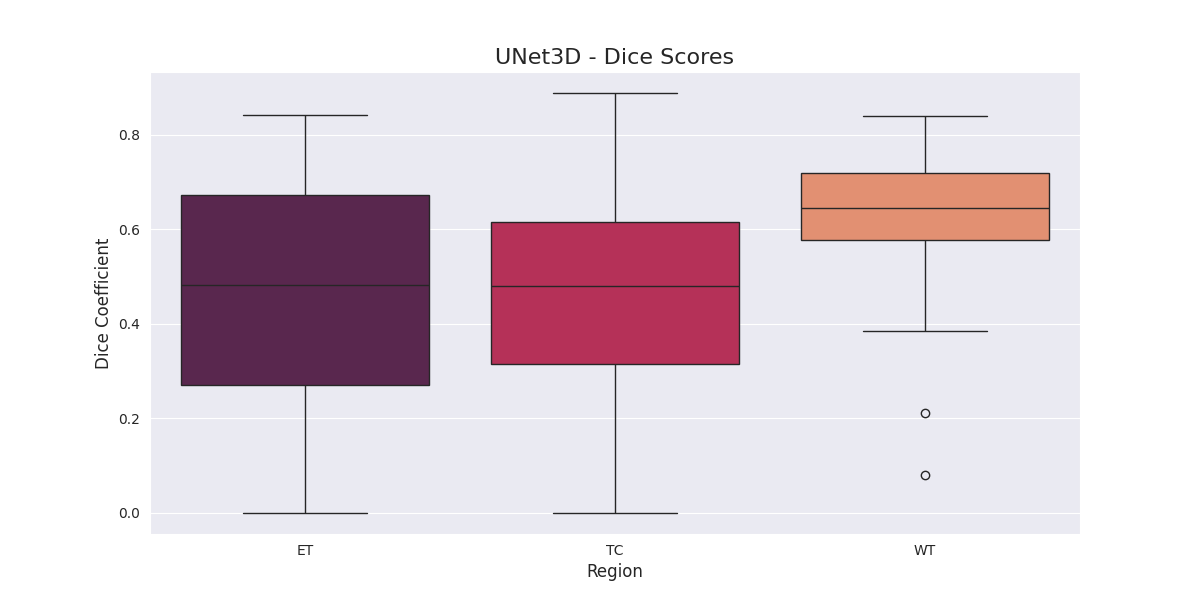 UNet3D - Dice Scores
Dice Coefficient
0.8
0.6
0.4
0.2
0.0
ET
TC
WT
Region